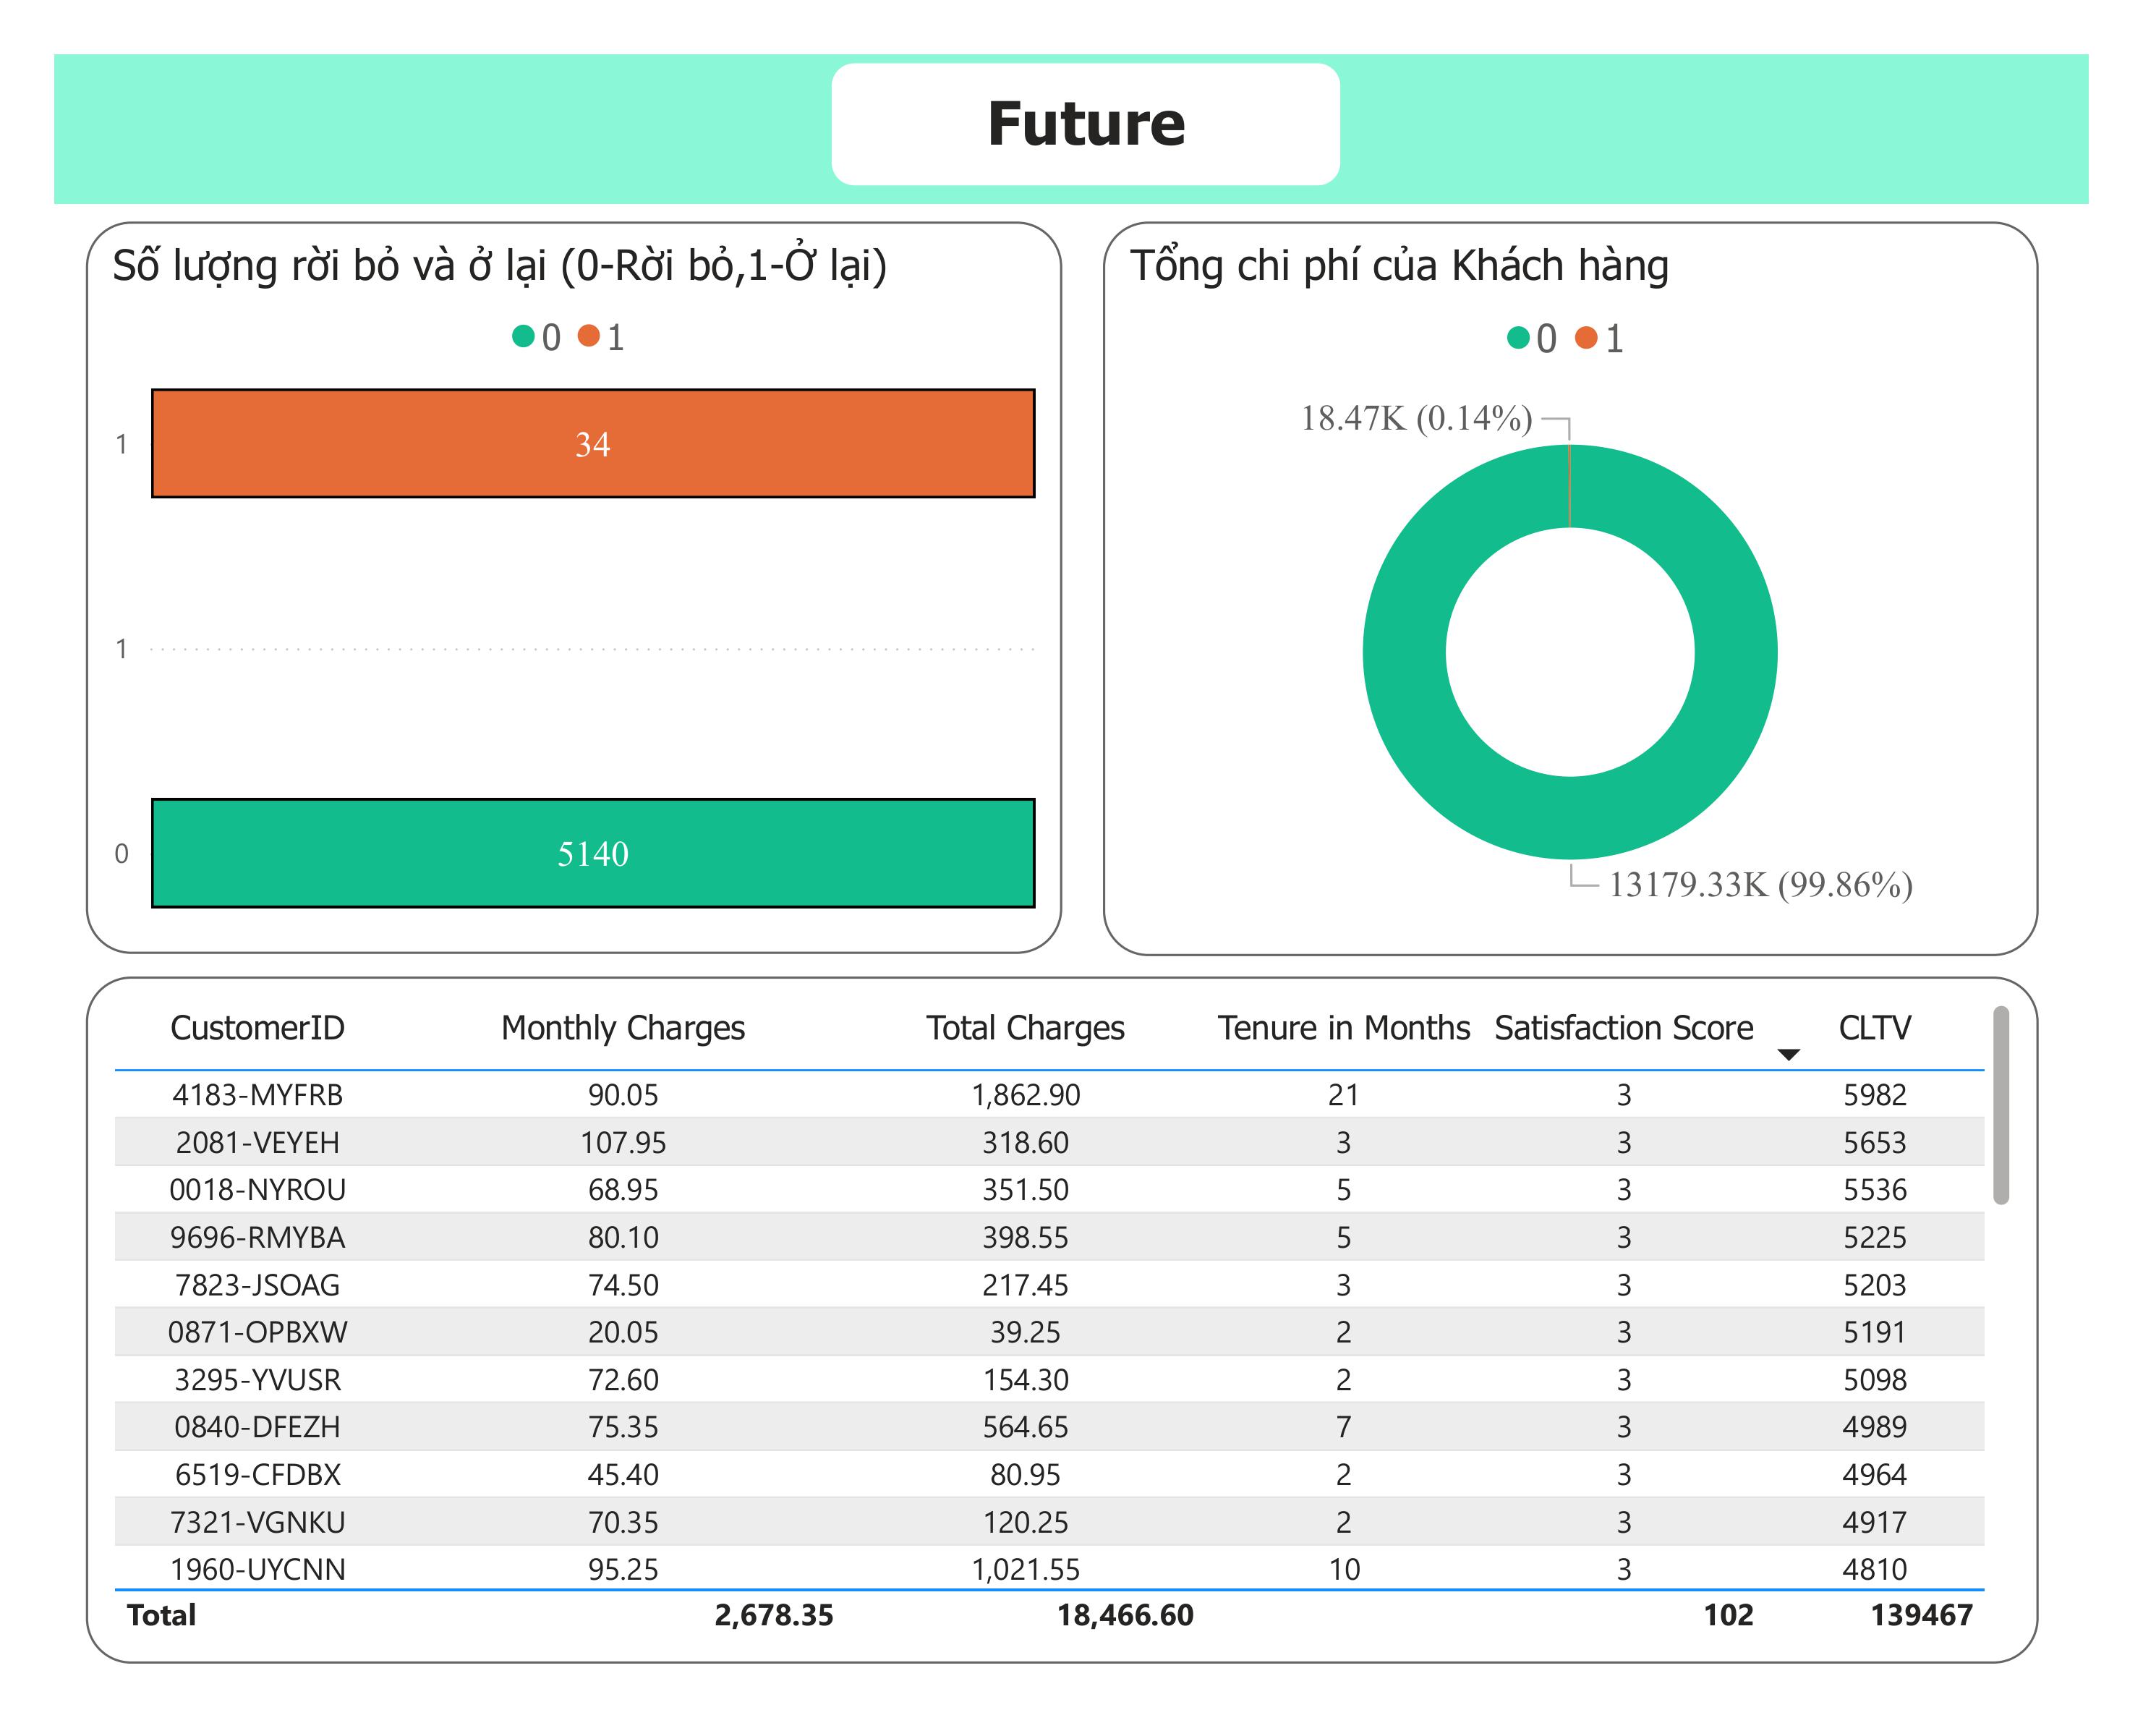 Future
Số lượng rời bỏ và ở lại (0-Rời bỏ,1-Ở lại)
0 1
1
34
1
0
5140
Tổng chi phí của Khách hàng
0 1
18.47K (0.14%)
13179.33K (99.86%)
CustomerID Monthly Charges Total Charges Tenure in Months Satisfaction Score CLTV
4183-MYFRB 90.05 1,862.90 21 3 5982
2081-VEYEH 107.95 318.60 3 3 5653
0018-NYROU 68.95 351.50 5 3 5536
9696-RMYBA 80.10 398.55 5 3 5225
7823-JSOAG 74.50 217.45 3 3 5203
0871-OPBXW 20.05 39.25 2 3 5191
3295-YVUSR 72.60 154.30 2 3 5098
0840-DFEZH 75.35 564.65 7 3 4989
6519-CFDBX 45.40 80.95 2 3 4964
7321-VGNKU 70.35 120.25 2 3 4917
1960-UYCNN 95.25 1,021.55 10 3 4810
Total 2,678.35 18,466.60 102 139467